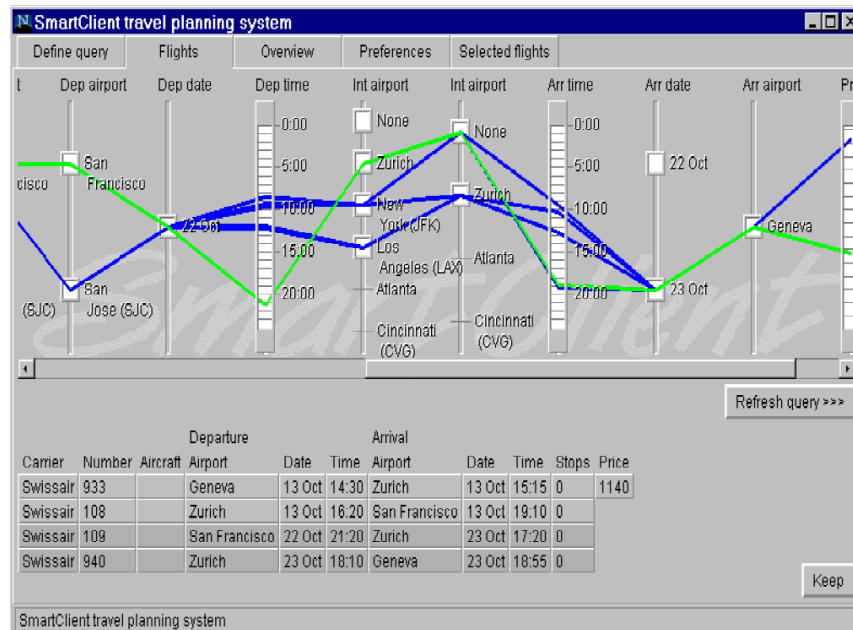 SmartClient travel planning system
Define query Flights Overview Preferences Selected flights
t Dep airport Dep date Dep time Int airport Int airport Arr time Arr date Arr airport Pr
0:00 None None 0:00
San Zurich 5:00 5:00 22 Oct
cisco Francisco
22 Oct 10:00 New Zurich 10:00 Geneva
York (JFK)
15:00 Los 15:00
Angeles (LAX) Atlanta
San 20:00 Atlanta 20:00 23 Oct
(SJC) Jose (SJC) Cincinnati Cincinnati
(CVG) (CVG)
SmartClient
Refresh query >>>
Departure Arrival
Carrier Number Aircraft Airport Date Time Airport Date Time Stops Price
Swissair 933 Geneva 13 Oct 14:30 Zurich 13 Oct 15:15 0 1140
Swissair 108 Zurich 13 Oct 16:20 San Francisco 13 Oct 19:10 0
Swissair 109 San Francisco 22 Oct 21:20 Zurich 23 Oct 17:20 0
Swissair 940 Zurich 23 Oct 18:10 Geneva 23 Oct 18:55 0
Keep
SmartClient travel planning system